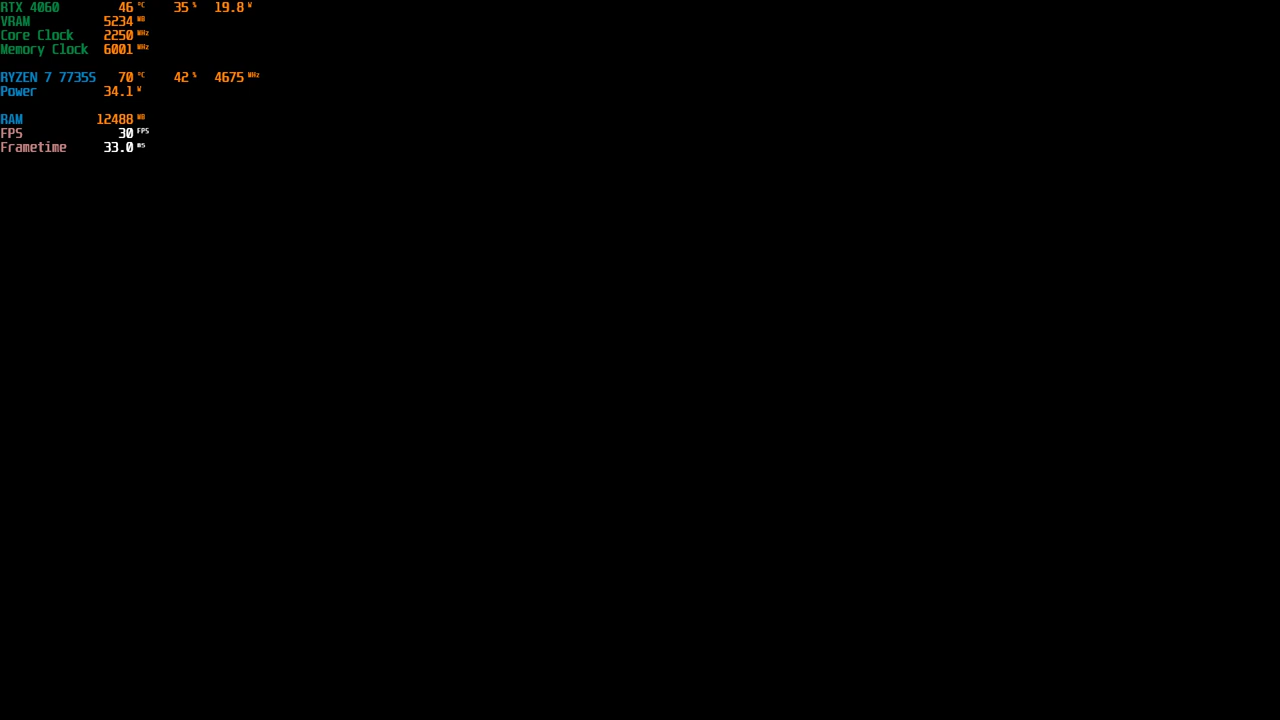 RTX 4060 46 °C 35 % 19.8 W
VRAM 5234 MB
Core Clock 2250 MHz
Memory Clock 6001 MHz
RYZEN 7 7735S 70 °C 42 % 4675 MHz
Power 34.1 W
RAM 12488 MB
FPS 30 FPS
Frametime 33.0 ms